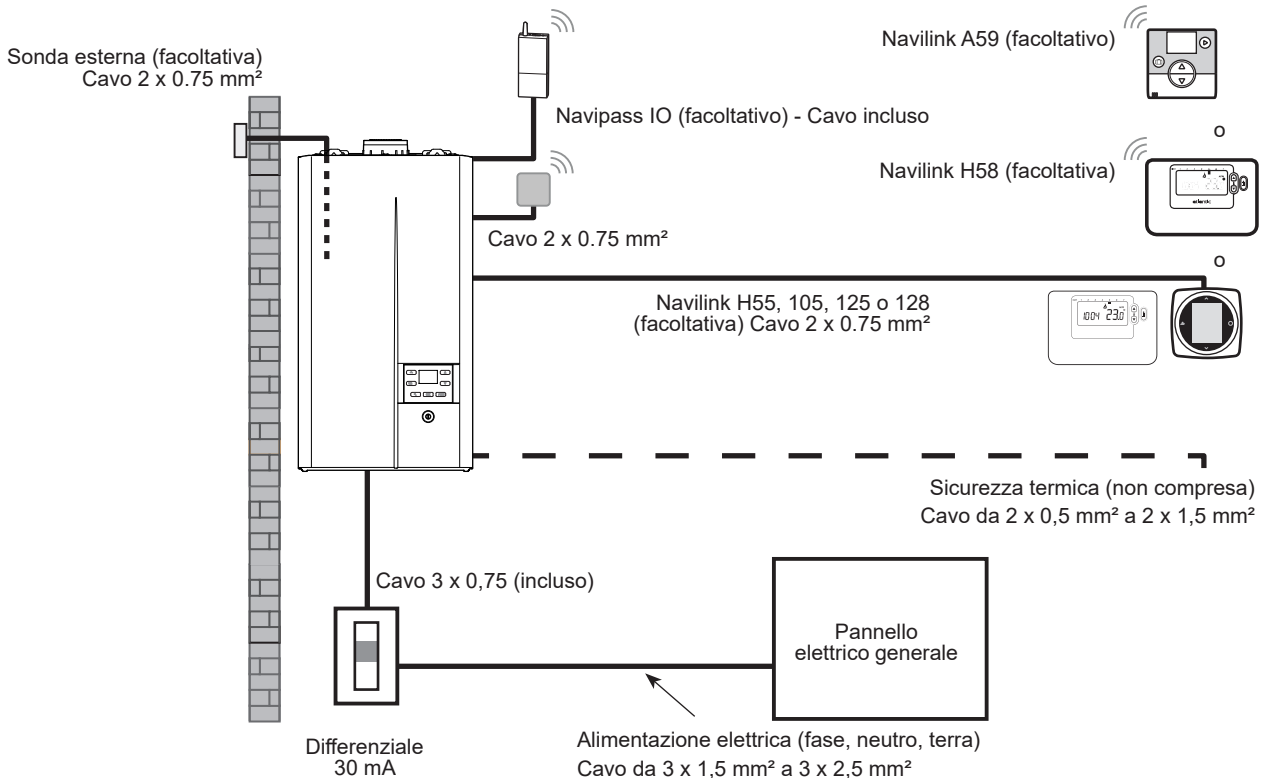 Sonda esterna (facoltativa)
Cavo 2 x 0.75 mm²
Navilink A59 (facoltativo)
Navipass IO (facoltativo) - Cavo incluso
o
Navilink H58 (facoltativa)
atlantic
Cavo 2 x 0.75 mm²
o
Navilink H55, 105, 125 o 128
(facoltativa) Cavo 2 x 0.75 mm²
10:04 23.0
Sicurezza termica (non compresa)
Cavo da 2 x 0,5 mm² a 2 x 1,5 mm²
Cavo 3 x 0,75 (incluso)
Pannello
elettrico generale
Differenziale
30 mA
Alimentazione elettrica (fase, neutro, terra)
Cavo da 3 x 1,5 mm² a 3 x 2,5 mm²